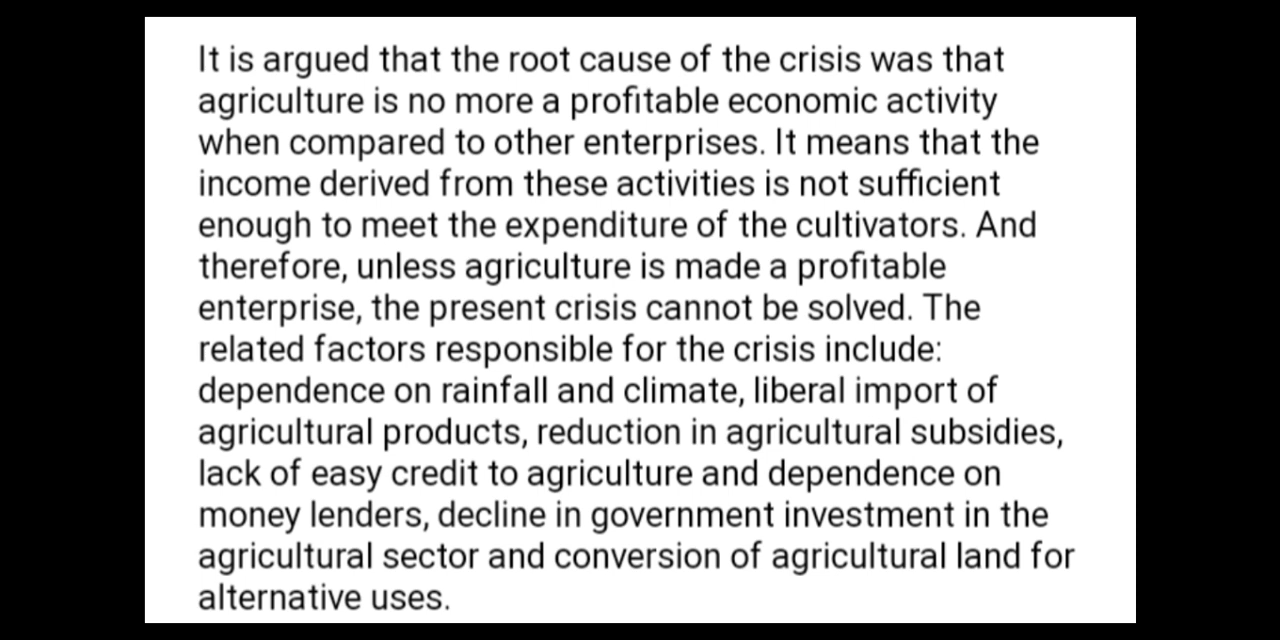 It is argued that the root cause of the crisis was that
agriculture is no more a profitable economic activity
when compared to other enterprises. It means that the
income derived from these activities is not sufficient
enough to meet the expenditure of the cultivators. And
therefore, unless agriculture is made a profitable
enterprise, the present crisis cannot be solved. The
related factors responsible for the crisis include:
dependence on rainfall and climate, liberal import of
agricultural products, reduction in agricultural subsidies,
lack of easy credit to agriculture and dependence on
money lenders, decline in government investment in the
agricultural sector and conversion of agricultural land for
alternative uses.